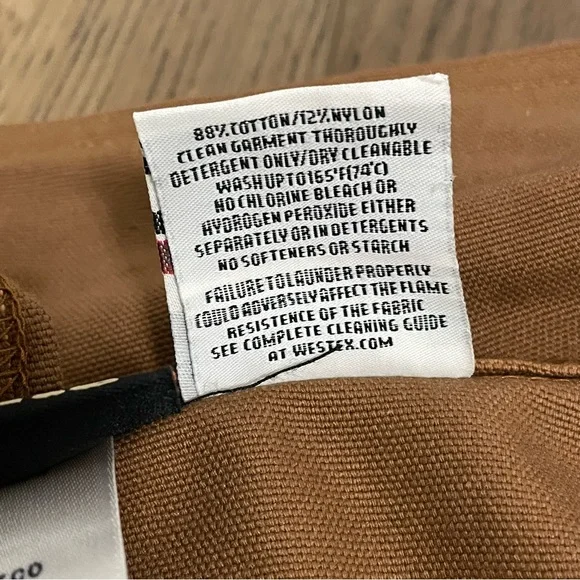 88% COTTON/12% NYLON
CLEAN GARMENT THOROUGHLY
DETERGENT ONLY/DRY CLEANABLE
WASH UP TO 165°F(74°C)
NO CHLORINE BLEACH OR
HYDROGEN PEROXIDE EITHER
SEPARATELY OR IN DETERGENTS
NO SOFTENERS OR STARCH
FAILURE TO LAUNDER PROPERLY
COULD ADVERSELY AFFECT THE FLAME
RESISTENCE OF THE FABRIC
SEE COMPLETE CLEANING GUIDE
AT WESTEX.COM